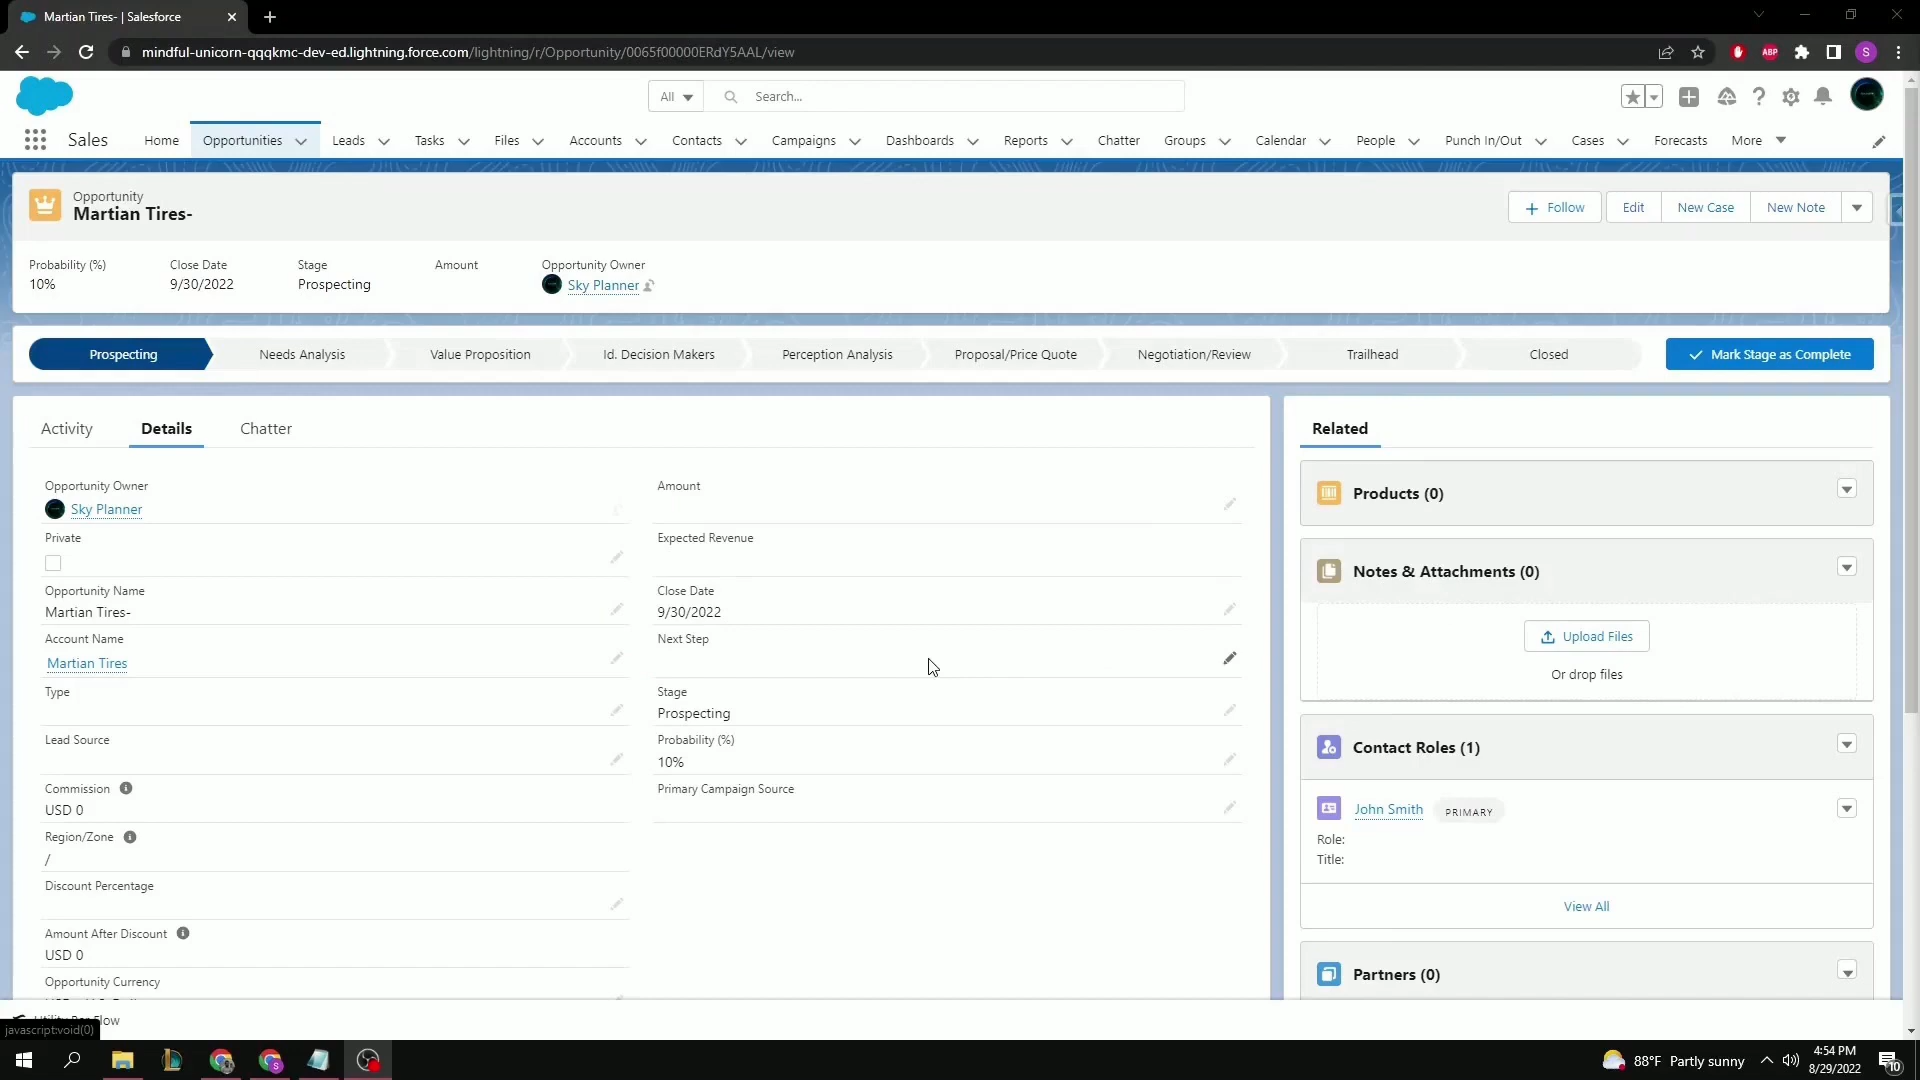 Martian Tires- | Salesforce
mindful-unicorn-qqqkmc-dev-ed.lightning.force.com/lightning/r/Opportunity/0065f00000ERdY5AAL/view
ABP
S
All
Search...
Sales
Home
Opportunities
Leads
Tasks
Files
Accounts
Contacts
Campaigns
Dashboards
Reports
Chatter
Groups
Calendar
People
Punch In/Out
Cases
Forecasts
More
Opportunity
Martian Tires-
Follow
Edit
New Case
New Note
Probability (%)
10%
Close Date
9/30/2022
Stage
Prospecting
Amount
Opportunity Owner
Sky Planner
Prospecting
Needs Analysis
Value Proposition
Id. Decision Makers
Perception Analysis
Proposal/Price Quote
Negotiation/Review
Trailhead
Closed
Mark Stage as Complete
Activity
Details
Chatter
Opportunity Owner
Sky Planner
Private
Opportunity Name
Martian Tires-
Account Name
Martian Tires
Type
Lead Source
Commission
USD 0
Region/Zone
/
Discount Percentage
Amount After Discount
USD 0
Opportunity Currency
Amount
Expected Revenue
Close Date
9/30/2022
Next Step
Stage
Prospecting
Probability (%)
10%
Primary Campaign Source
Related
Products (0)
Notes & Attachments (0)
Upload Files
Or drop files
Contact Roles (1)
John Smith
PRIMARY
Role:
Title:
View All
Partners (0)
Flow
javascript:void(0)
88°F Partly sunny
4:54 PM
8/29/2022
10